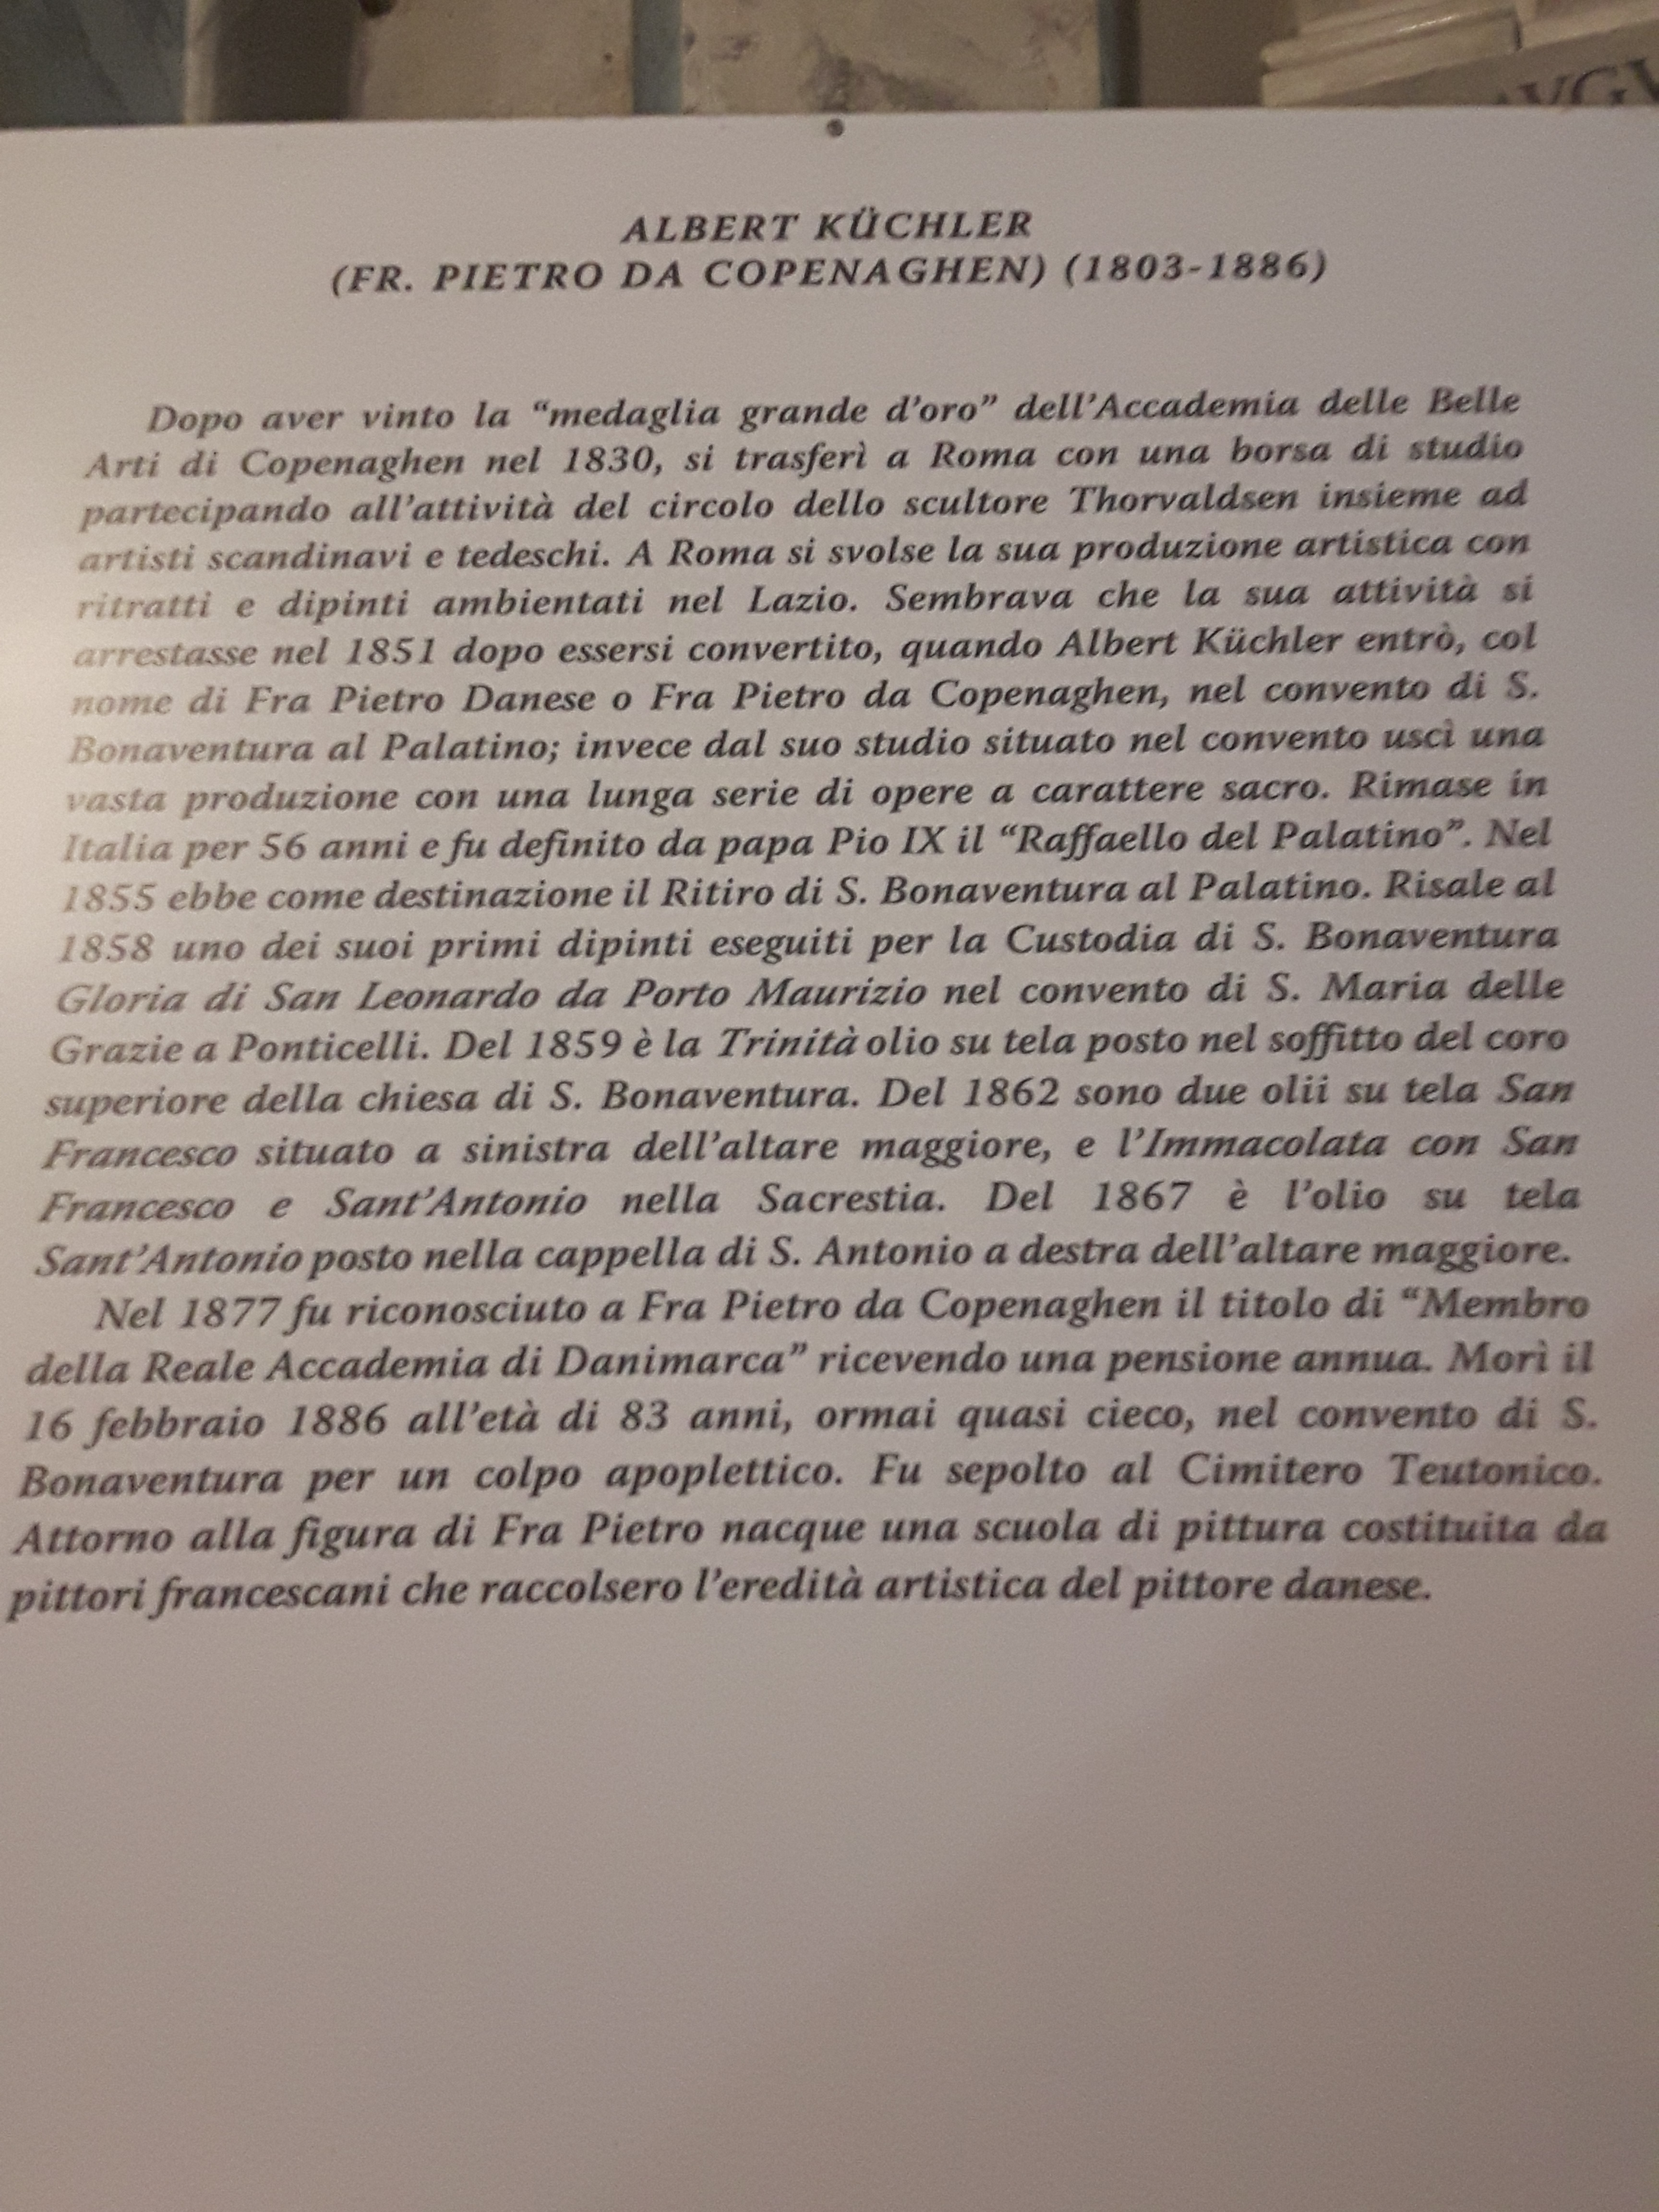 AVGV
ALBERT KÜCHLER
(FR. PIETRO DA COPENAGHEN) (1803-1886)
Dopo aver vinto la “medaglia grande d’oro” dell’Accademia delle Belle
Arti di Copenaghen nel 1830, si trasferì a Roma con una borsa di studio
partecipando all’attività del circolo dello scultore Thorvaldsen insieme ad
artisti scandinavi e tedeschi. A Roma si svolse la sua produzione artistica con
ritratti e dipinti ambientati nel Lazio. Sembrava che la sua attività si
arrestasse nel 1851 dopo essersi convertito, quando Albert Küchler entrò, col
nome di Fra Pietro Danese o Fra Pietro da Copenaghen, nel convento di S.
Bonaventura al Palatino; invece dal suo studio situato nel convento uscì una
vasta produzione con una lunga serie di opere a carattere sacro. Rimase in
Italia per 56 anni e fu definito da papa Pio IX il “Raffaello del Palatino”. Nel
1855 ebbe come destinazione il Ritiro di S. Bonaventura al Palatino. Risale al
1858 uno dei suoi primi dipinti eseguiti per la Custodia di S. Bonaventura
Gloria di San Leonardo da Porto Maurizio nel convento di S. Maria delle
Grazie a Ponticelli. Del 1859 è la Trinità olio su tela posto nel soffitto del coro
superiore della chiesa di S. Bonaventura. Del 1862 sono due olii su tela San
Francesco situato a sinistra dell’altare maggiore, e l’Immacolata con San
Francesco e Sant’Antonio nella Sacrestia. Del 1867 è l’olio su tela
Sant’Antonio posto nella cappella di S. Antonio a destra dell’altare maggiore.
Nel 1877 fu riconosciuto a Fra Pietro da Copenaghen il titolo di “Membro
della Reale Accademia di Danimarca” ricevendo una pensione annua. Morì il
16 febbraio 1886 all’età di 83 anni, ormai quasi cieco, nel convento di S.
Bonaventura per un colpo apoplettico. Fu sepolto al Cimitero Teutonico.
Attorno alla figura di Fra Pietro nacque una scuola di pittura costituita da
pittori francescani che raccolsero l’eredità artistica del pittore danese.